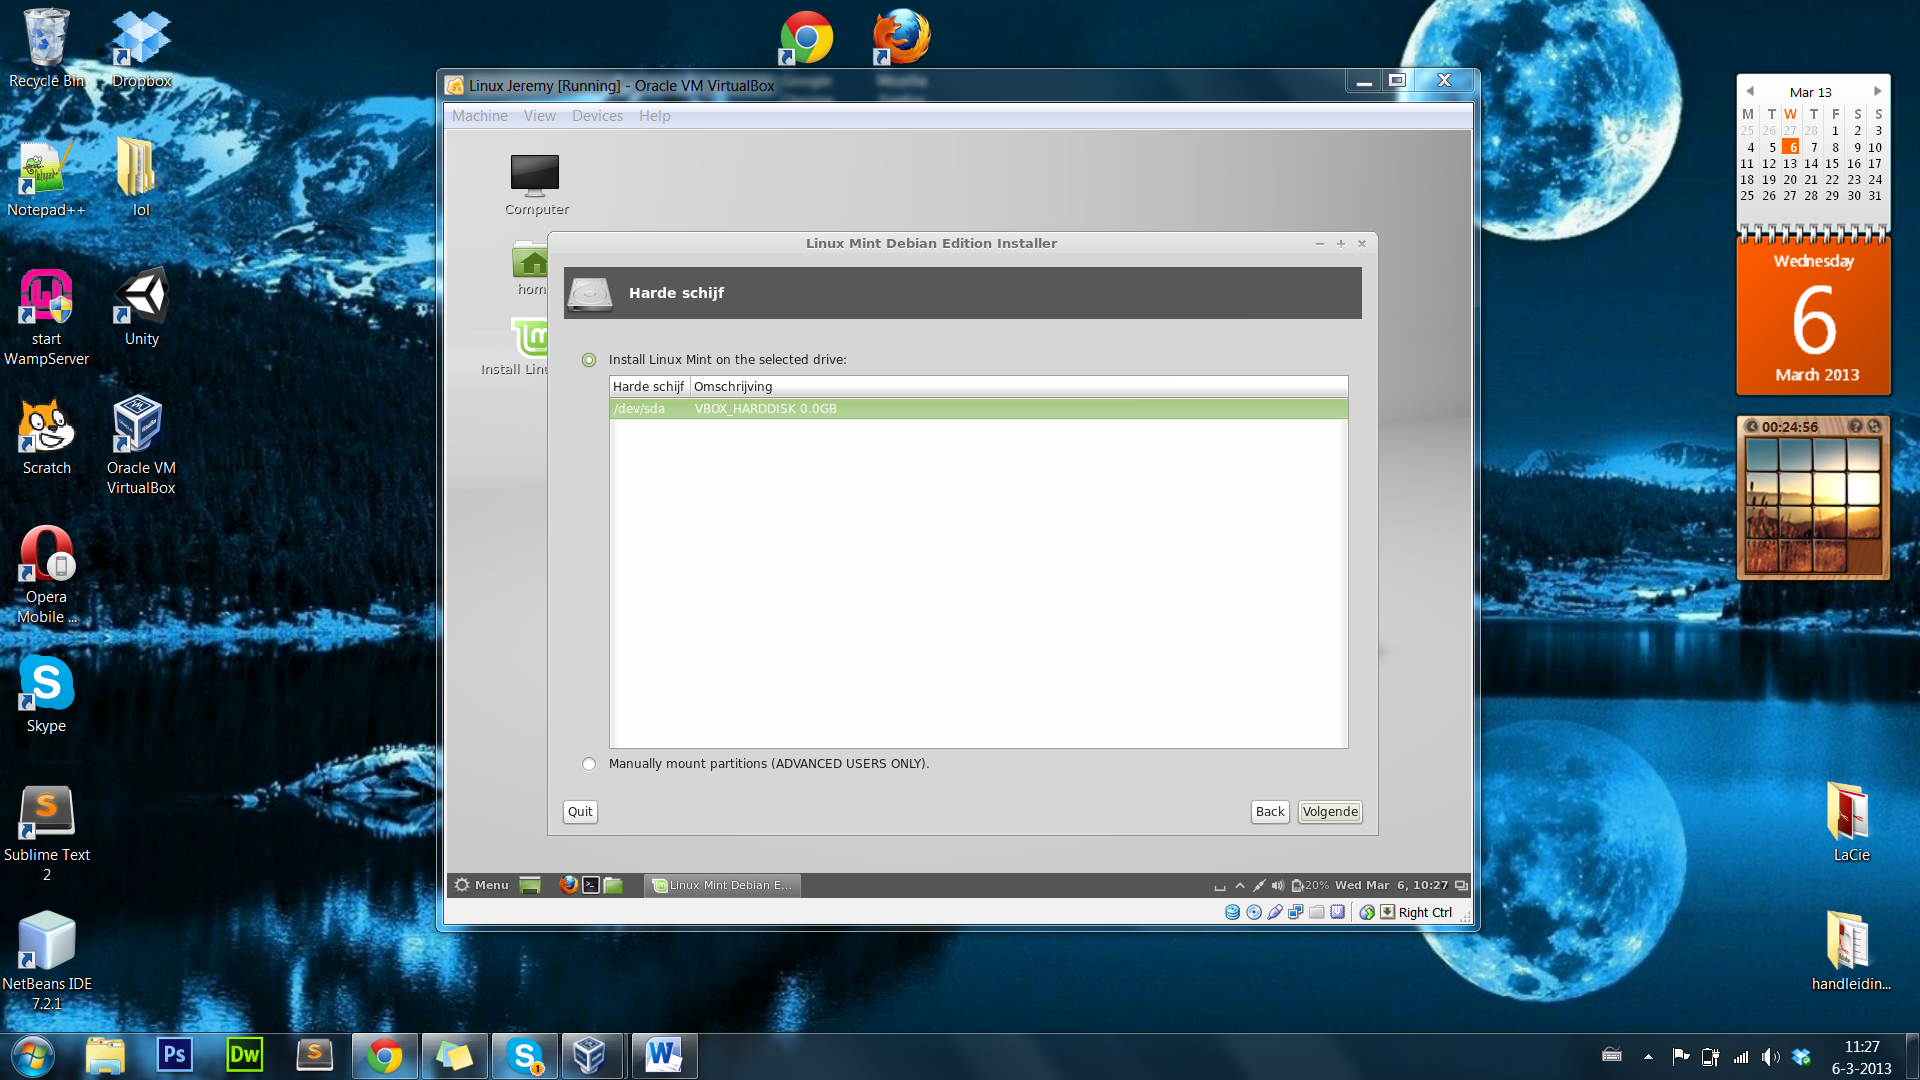 Recycle Bin
Dropbox
Notepad++
lol
start
WampServer
Unity
Scratch
Oracle VM
VirtualBox
Opera
Mobile ...
Skype
Sublime Text
2
NetBeans IDE
7.2.1
Linux Jeremy [Running] - Oracle VM VirtualBox
Machine View Devices Help
Computer
hom
Install Linu
Linux Mint Debian Edition Installer
Harde schijf
Install Linux Mint on the selected drive:
Harde schijf Omschrijving
/dev/sda VBOX_HARDDISK 0.0GB
Manually mount partitions (ADVANCED USERS ONLY).
Quit Back Volgende
Menu Linux Mint Debian E... 20% Wed Mar 6, 10:27
Right Ctrl
Mar 13
M T W T F S S
25 26 27 28 1 2 3
4 5 6 7 8 9 10
11 12 13 14 15 16 17
18 19 20 21 22 23 24
25 26 27 28 29 30 31
Wednesday
6
March 2013
00:24:56
LaCie
handleidin...
Ps Dw S S 1 W
11:27
6-3-2013